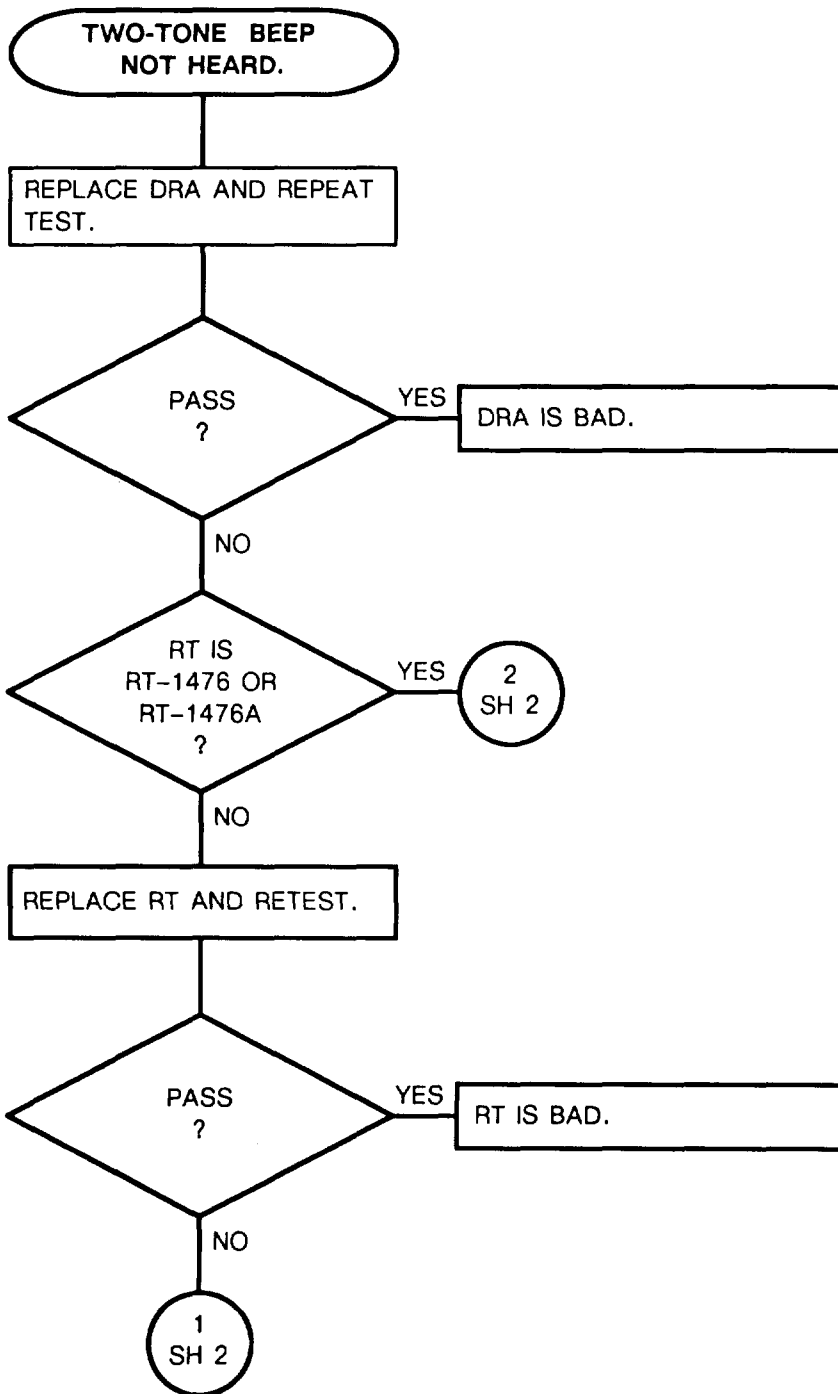 TWO-TONE BEEP
NOT HEARD.
REPLACE DRA AND REPEAT
TEST.
PASS
?
YES
DRA IS BAD.
NO
RT IS
RT-1476 OR
RT-1476A
?
YES
2
SH 2
NO
REPLACE RT AND RETEST.
PASS
?
YES
RT IS BAD.
NO
1
SH 2